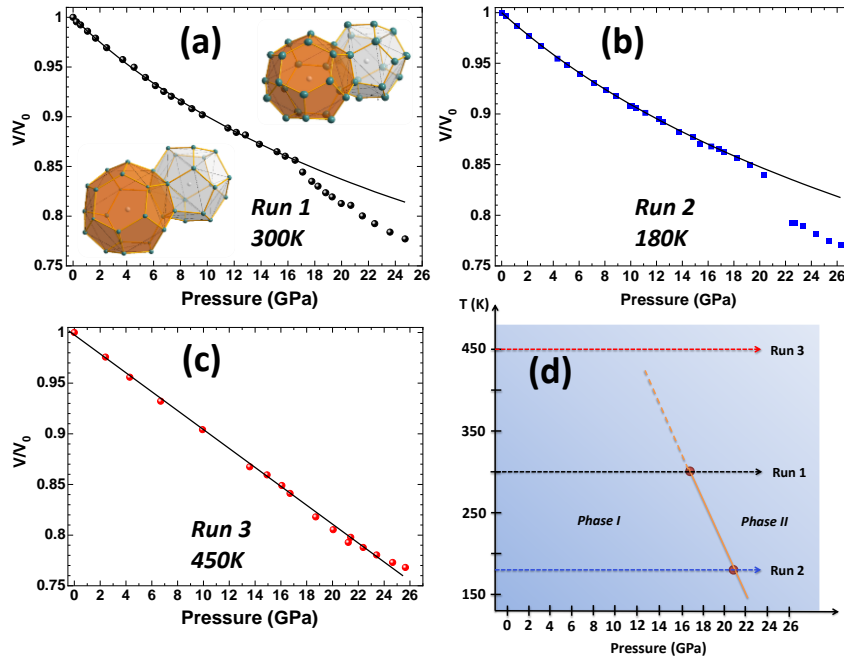 (a)
1
0.95
0.9
0.85
0.8
0.75
V/V0
Run 1
300K
0 2 4 6 8 10 12 14 16 18 20 22 24 26
Pressure (GPa)
(b)
1
0.95
0.9
0.85
0.8
0.75
V/V0
Run 2
180K
0 2 4 6 8 10 12 14 16 18 20 22 24 26
Pressure (GPa)
(c)
1
0.95
0.9
0.85
0.8
0.75
V/V0
Run 3
450K
0 2 4 6 8 10 12 14 16 18 20 22 24 26
Pressure (GPa)
T (K)
(d)
450
350
250
150
Run 3
Run 1
Phase I
Phase II
Run 2
0 2 4 6 8 10 12 14 16 18 20 22 24 26
Pressure (GPa)